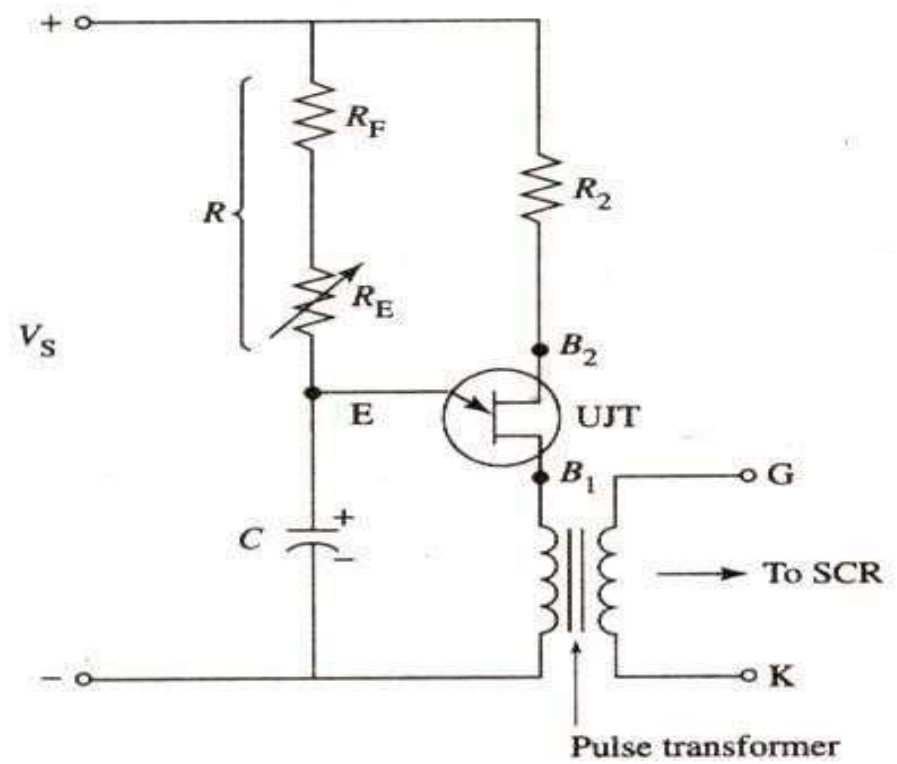 +
R_F
R
R_2
R_E
V_S
B_2
E
UJT
B_1
G
C
+
−
To SCR
−
K
Pulse transformer